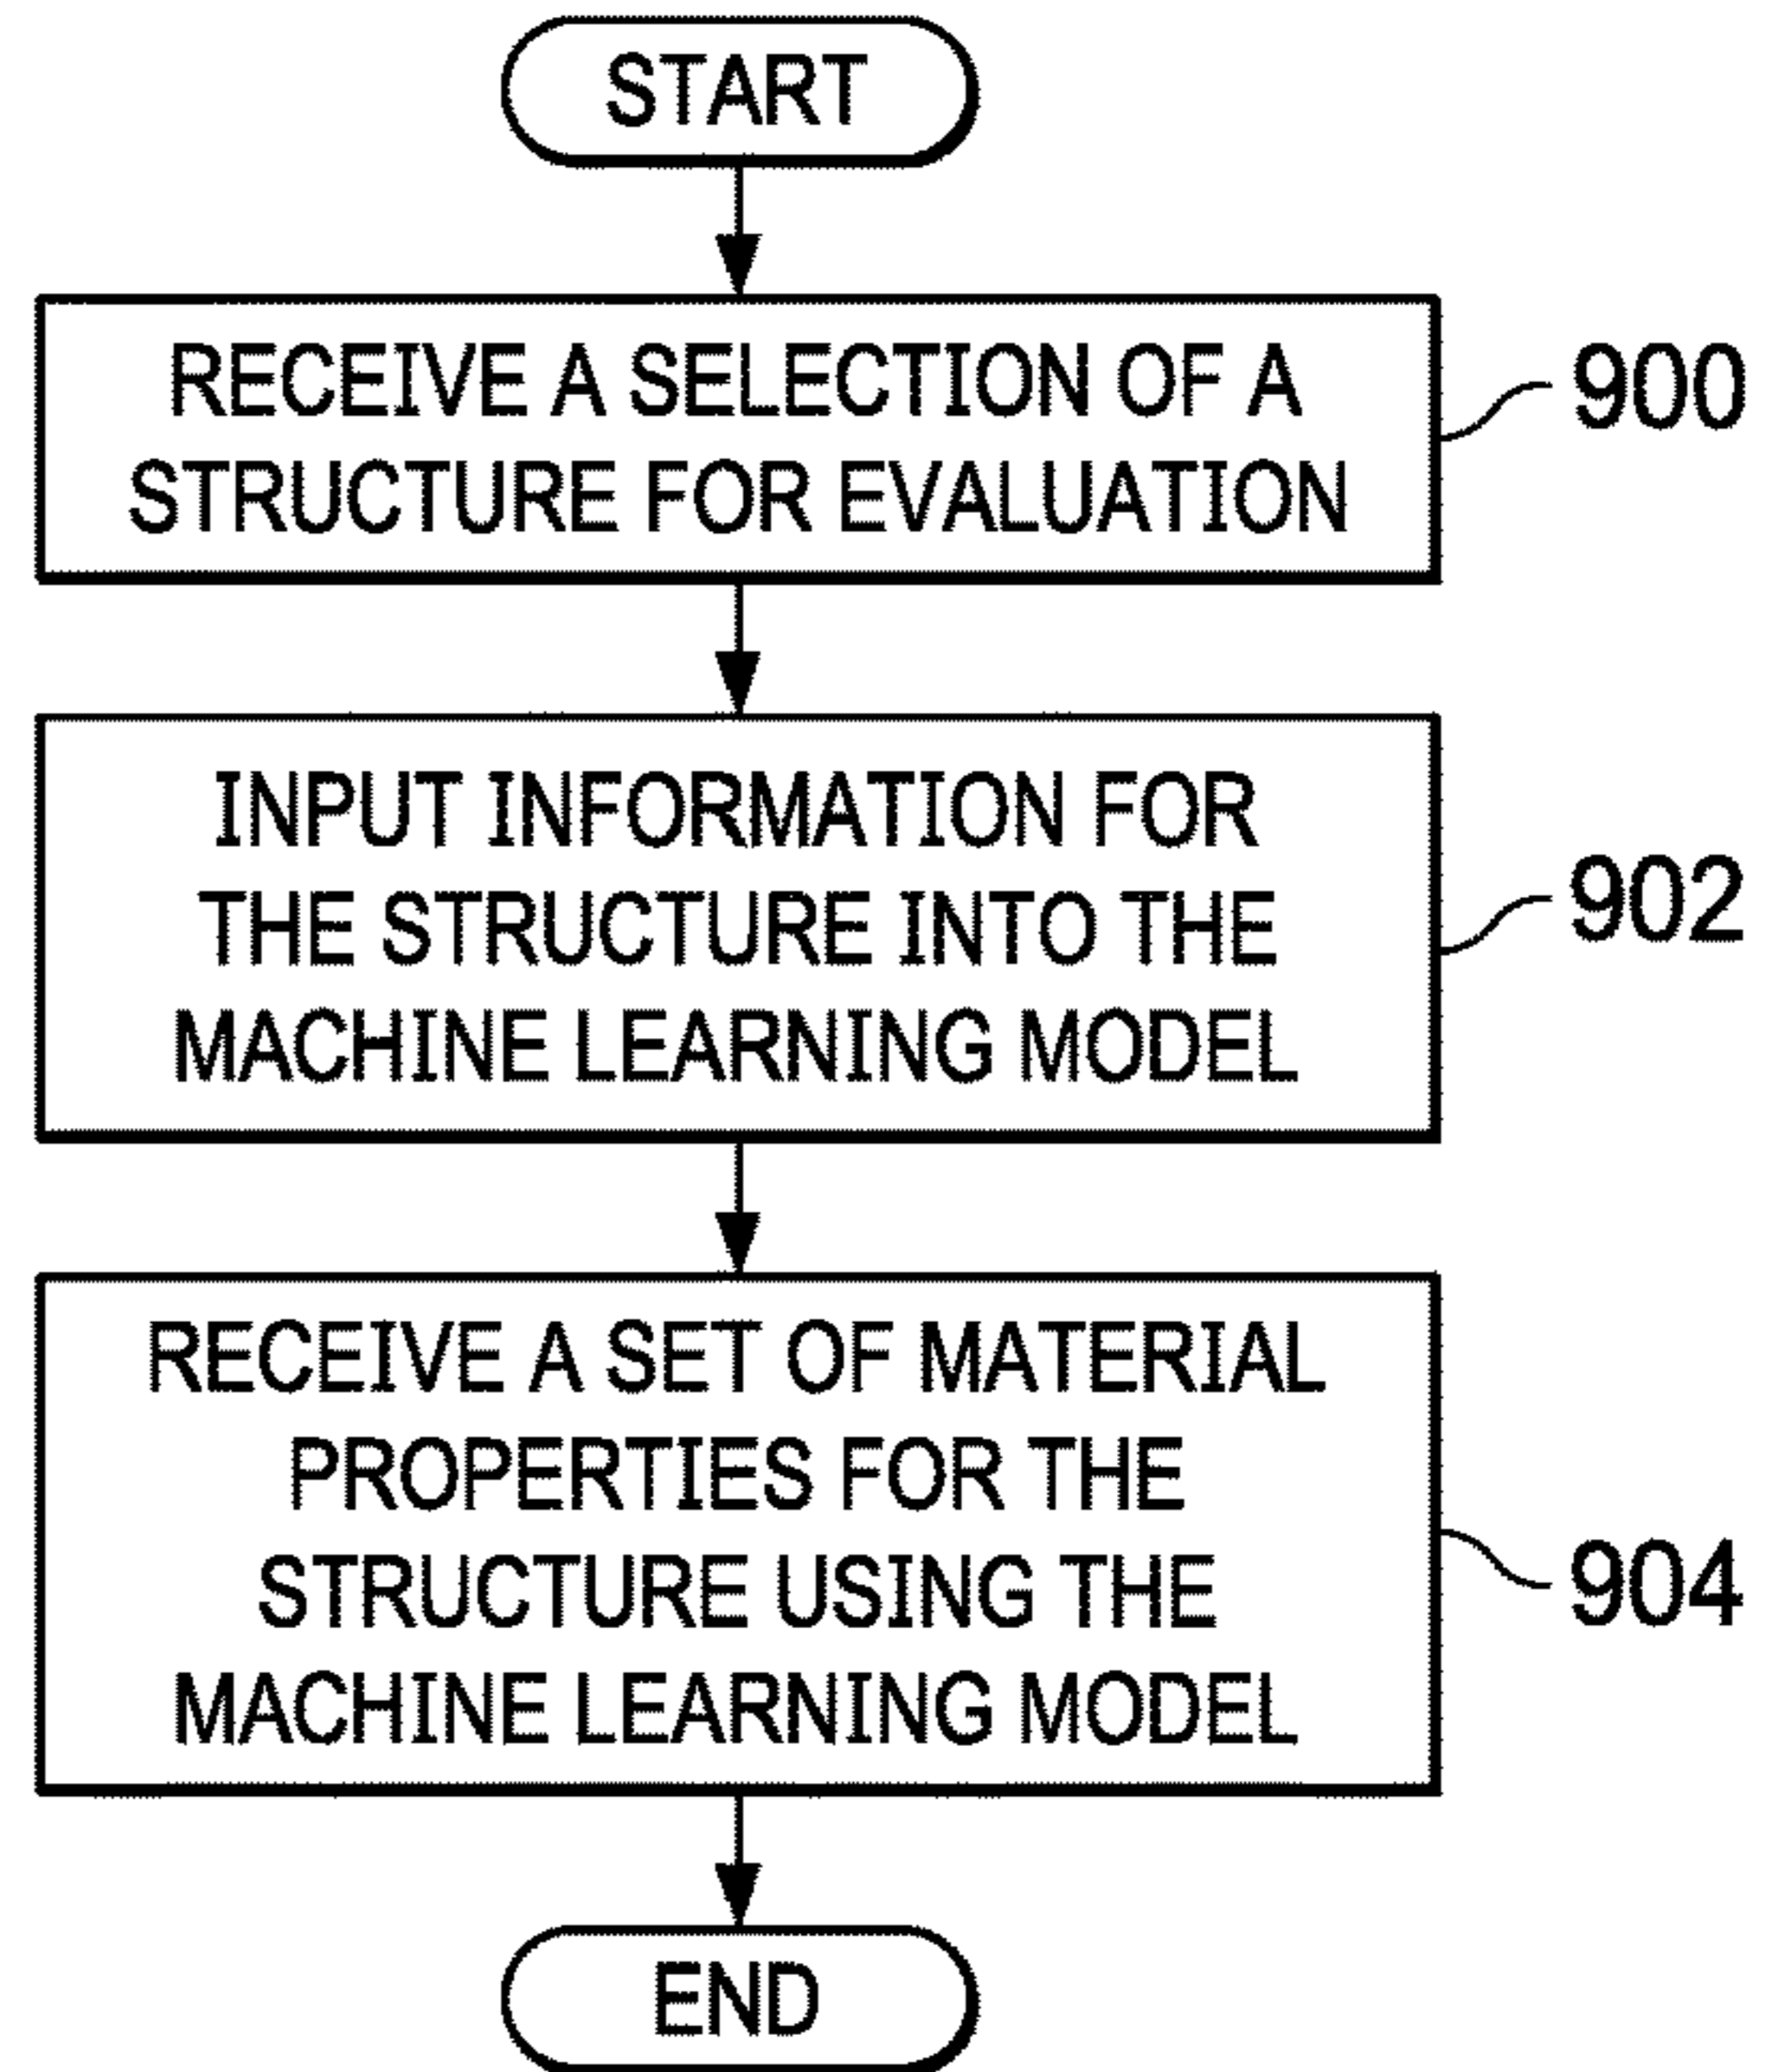 START
RECEIVE A SELECTION OF A
STRUCTURE FOR EVALUATION
900
INPUT INFORMATION FOR
THE STRUCTURE INTO THE
MACHINE LEARNING MODEL
902
RECEIVE A SET OF MATERIAL
PROPERTIES FOR THE
STRUCTURE USING THE
MACHINE LEARNING MODEL
904
END